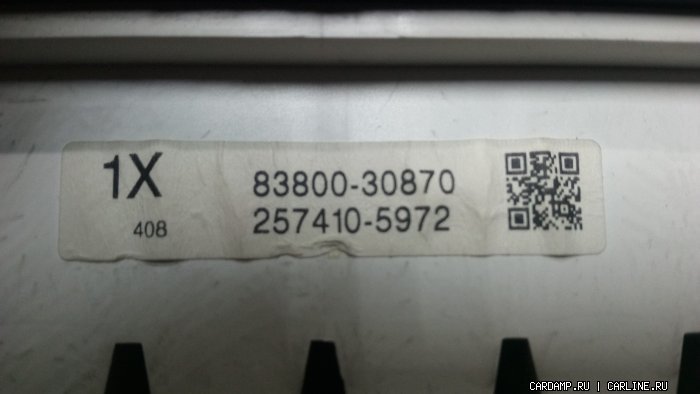 1X
408
83800-30870
257410-5972
CARDAMP.RU | CARLINE.RU